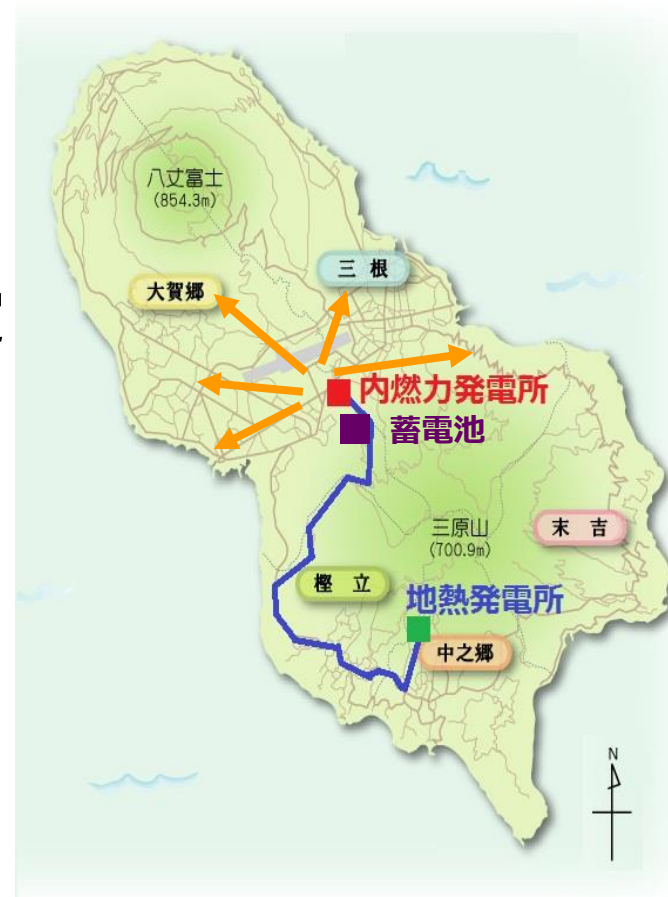 八丈富士
(854.3m)
三根
大賀郷
内燃力発電所
蓄電池
三原山
(700.9m)
末吉
樫立
地熱発電所
中之郷
N